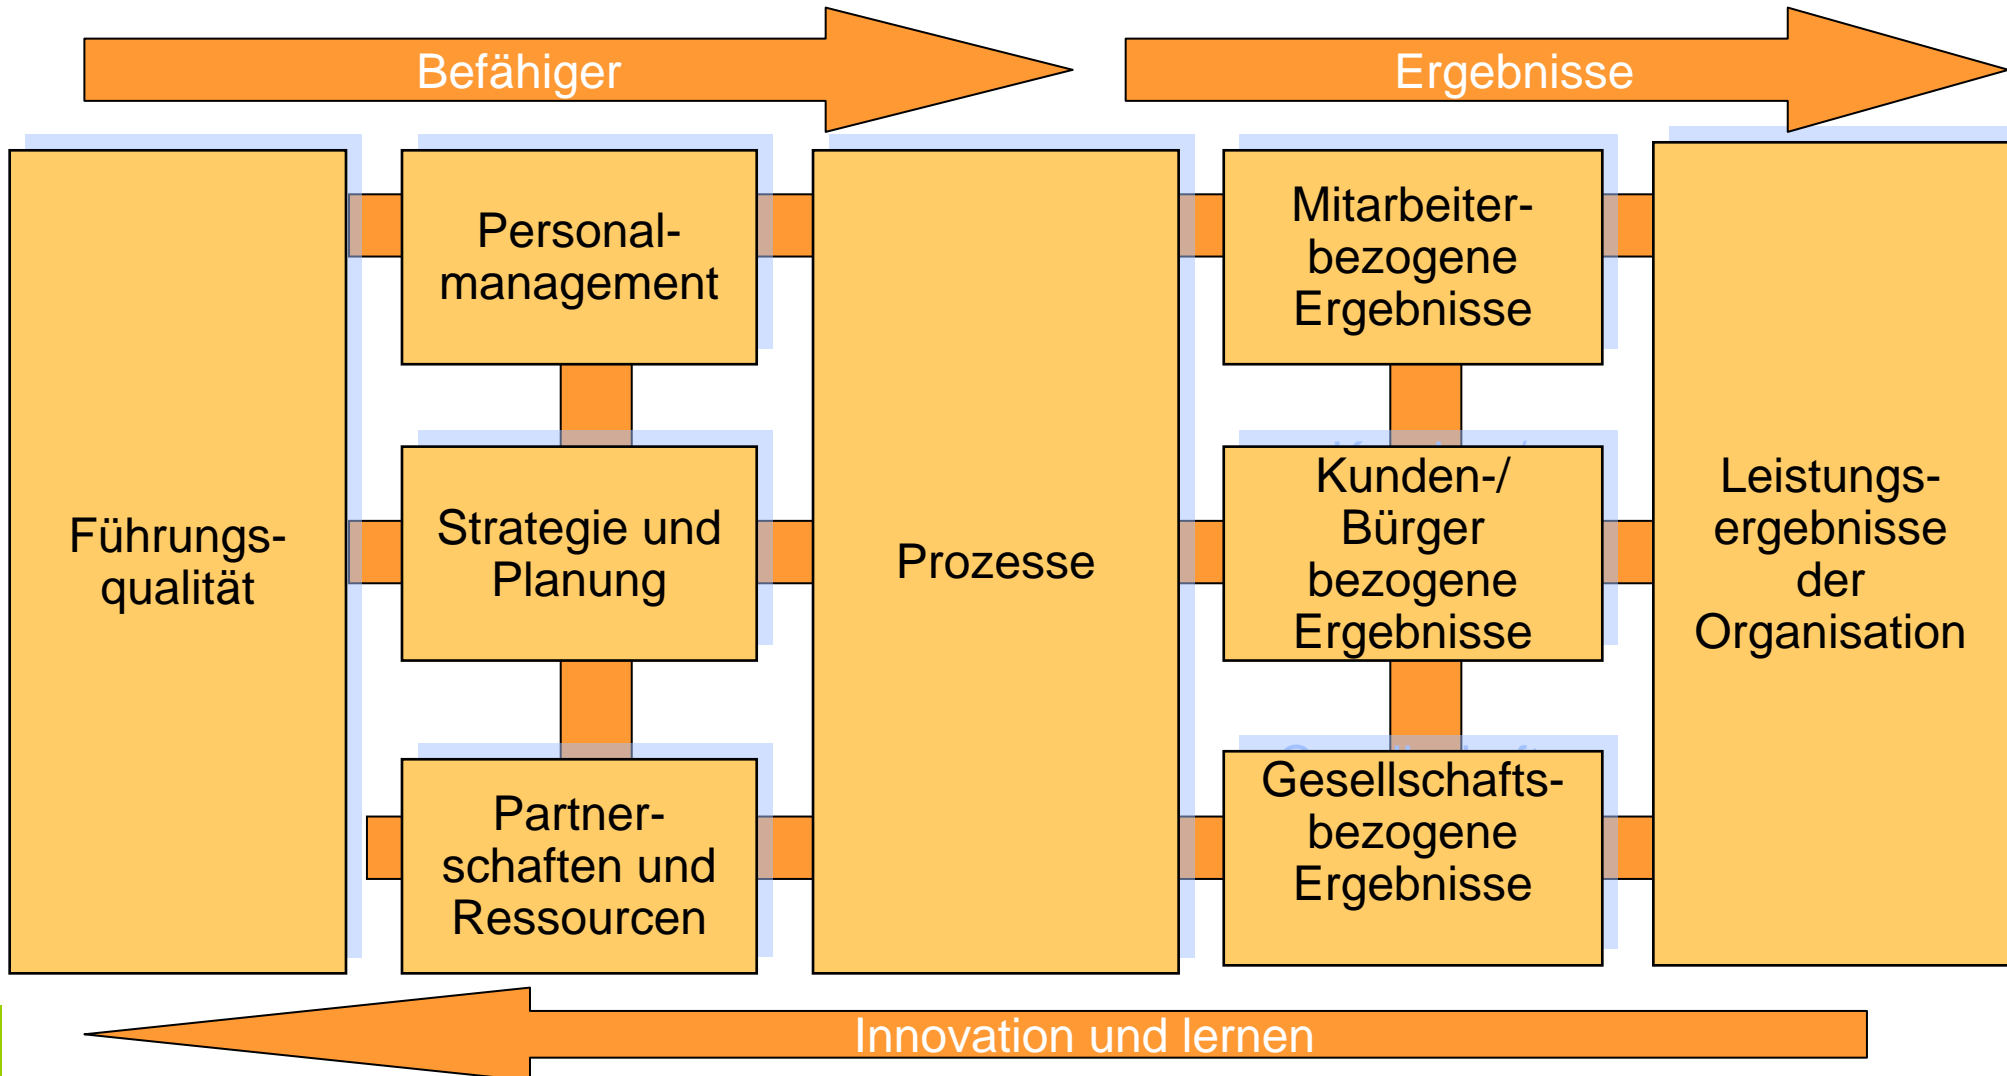 Befähiger
Ergebnisse
Führungs-
qualität
Personal-
management
Strategie und
Planung
Partner-
schaften und
Ressourcen
Prozesse
Mitarbeiter-
bezogene
Ergebnisse
Kunden-/
Bürger
bezogene
Ergebnisse
Gesellschafts-
bezogene
Ergebnisse
Leistungs-
ergebnisse
der
Organisation
Innovation und lernen